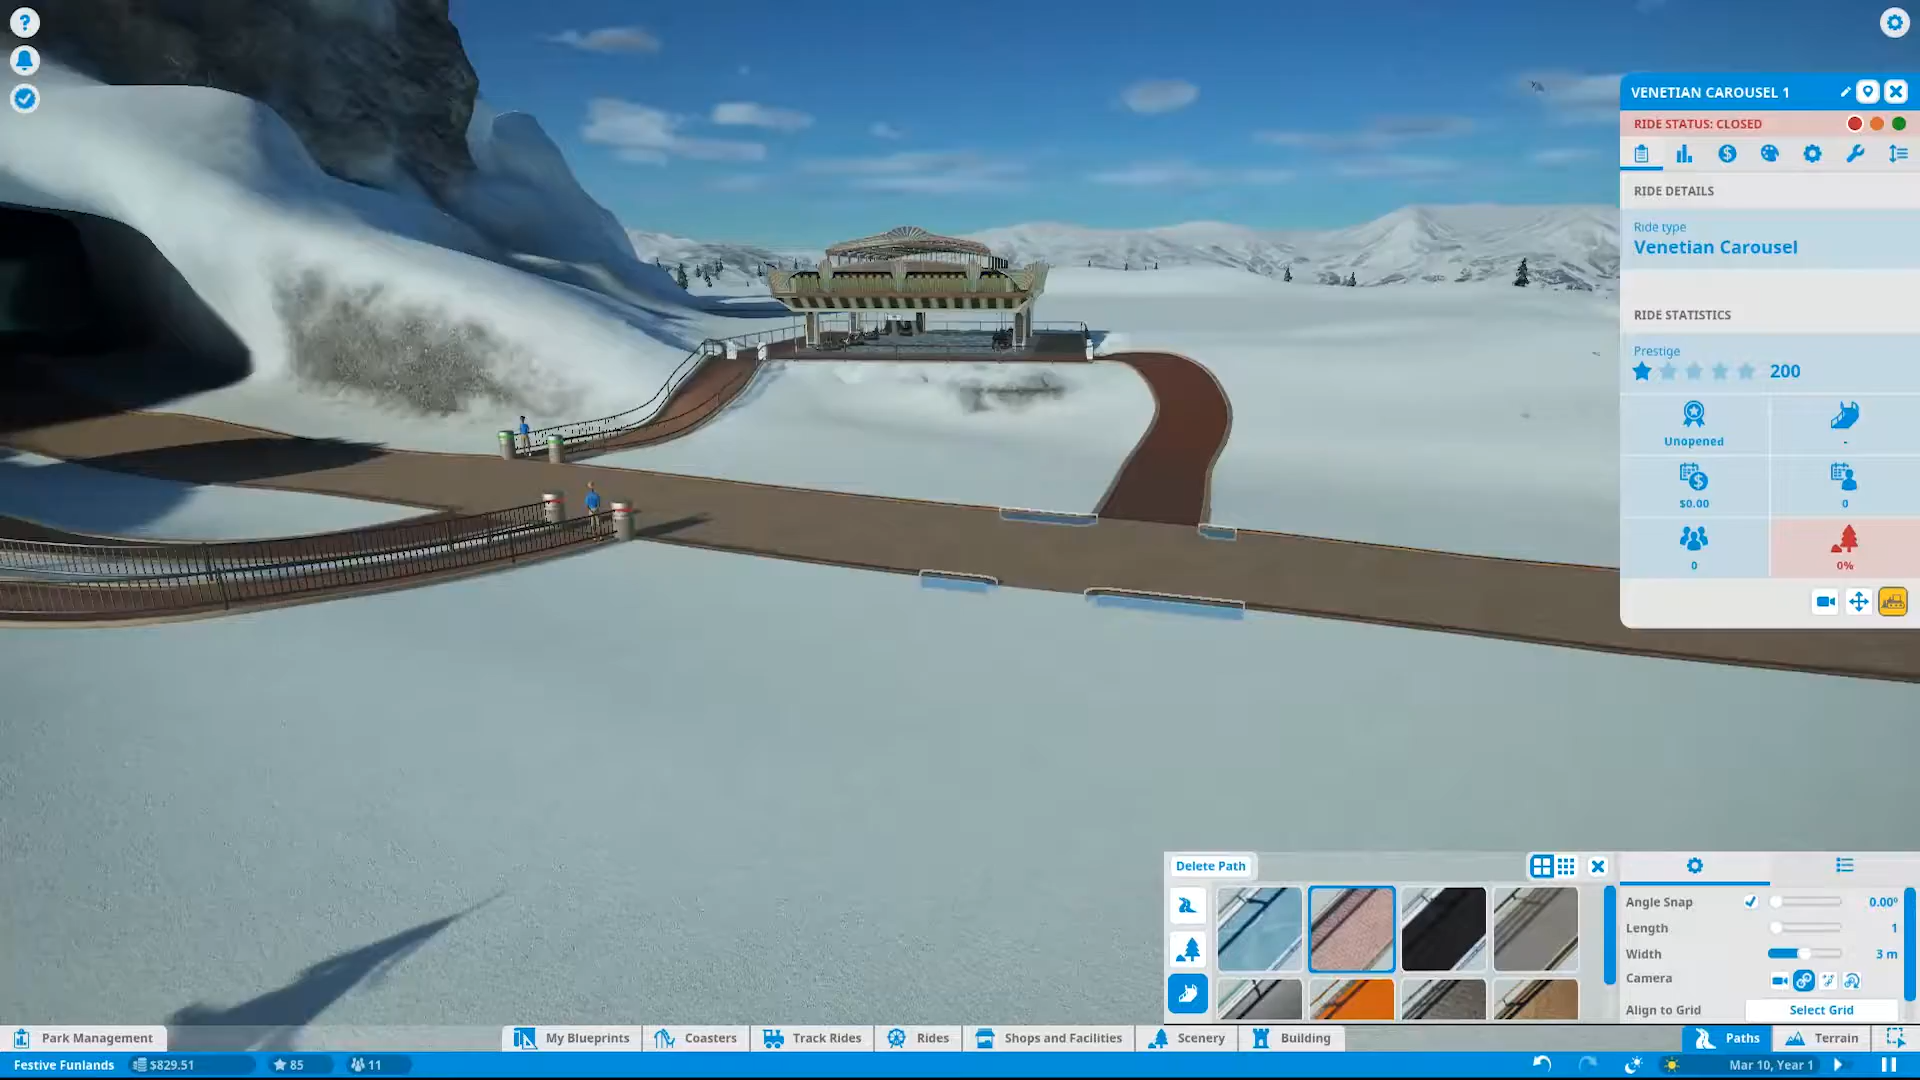 VENETIAN CAROUSEL 1
RIDE STATUS: CLOSED
RIDE DETAILS
Ride type
Venetian Carousel
RIDE STATISTICS
Prestige
200
Unopened
-
$0.00
0
0
0%
Delete Path
Angle Snap
0.00°
Length
1
Width
3 m
Camera
Align to Grid
Select Grid
Park Management
My Blueprints
Coasters
Track Rides
Rides
Shops and Facilities
Scenery
Building
Paths
Terrain
Festive Funlands
$829.51
85
11
Mar 10, Year 1